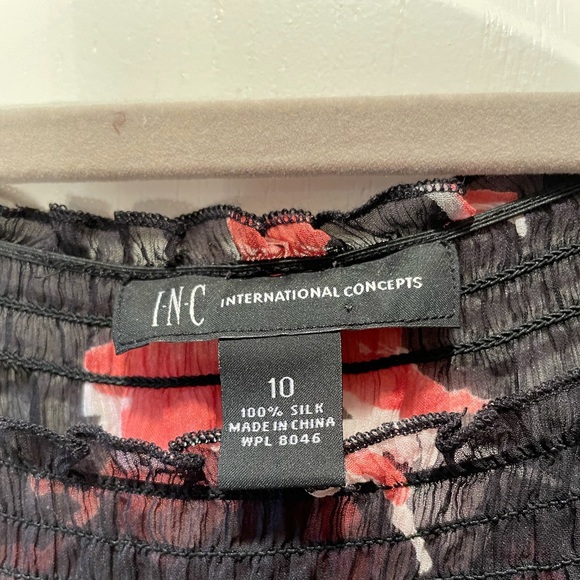 I·N·C INTERNATIONAL CONCEPTS
10
100% SILK
MADE IN CHINA
WPL 8046